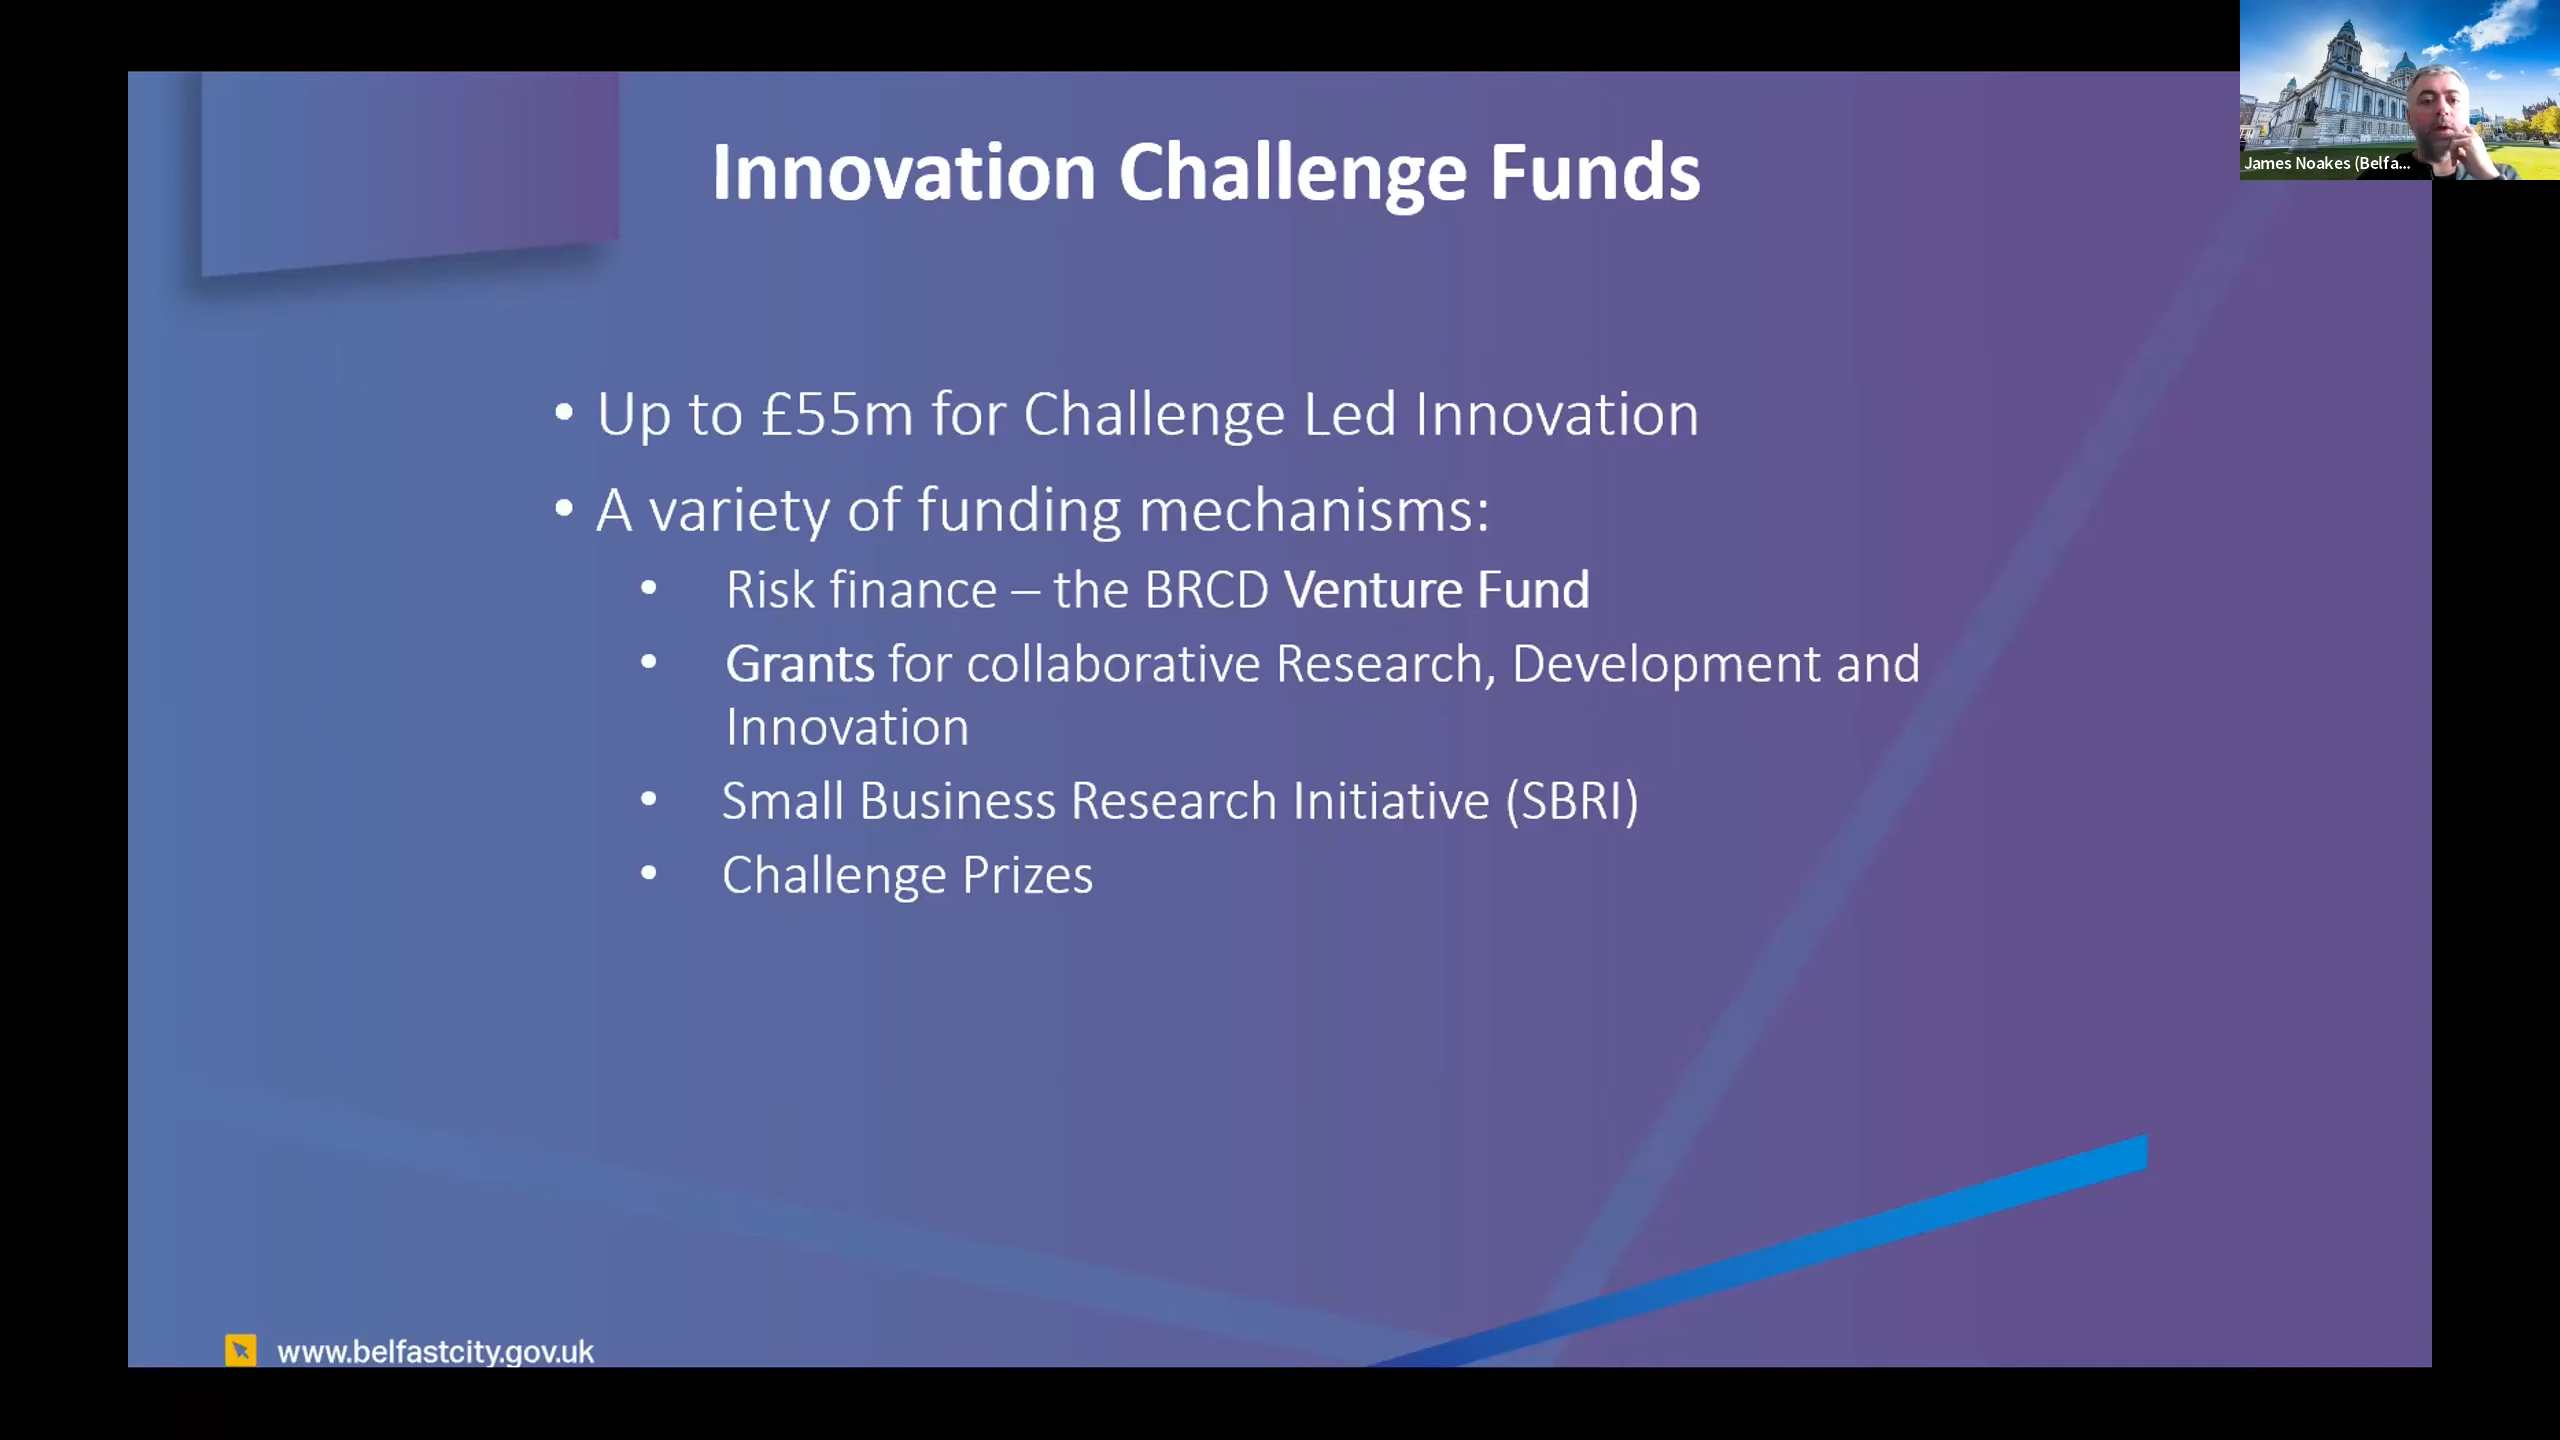 Innovation Challenge Funds
James Noakes (Belfa...
• Up to £55m for Challenge Led Innovation
• A variety of funding mechanisms:
• Risk finance – the BRCD Venture Fund
• Grants for collaborative Research, Development and
Innovation
• Small Business Research Initiative (SBRI)
• Challenge Prizes
www.belfastcity.gov.uk